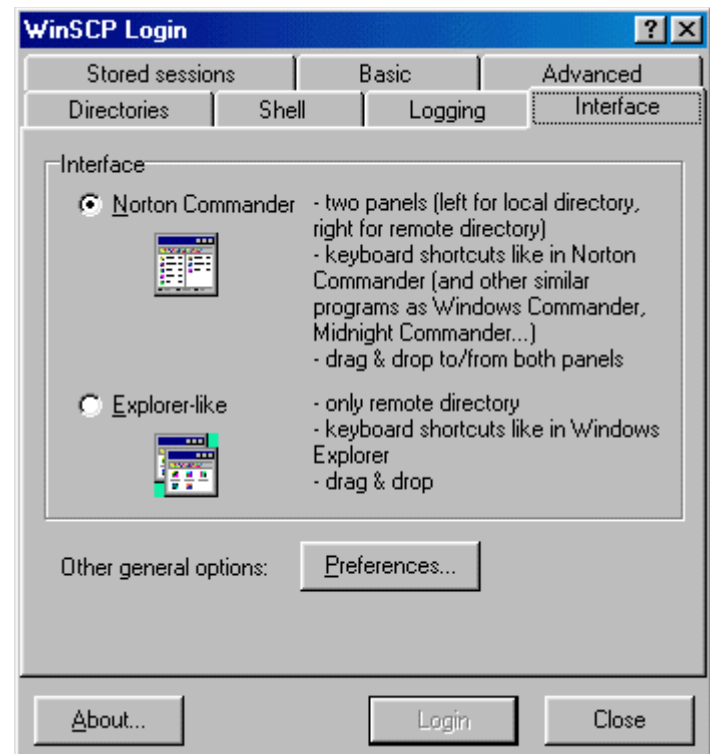 WinSCP Login
Stored sessions Basic Advanced
Directories Shell Logging Interface
Interface
Norton Commander
- two panels (left for local directory,
right for remote directory)
- keyboard shortcuts like in Norton
Commander (and other similar
programs as Windows Commander,
Midnight Commander...)
- drag & drop to/from both panels
Explorer-like
- only remote directory
- keyboard shortcuts like in Windows
Explorer
- drag & drop
Other general options: Preferences...
About... Login Close